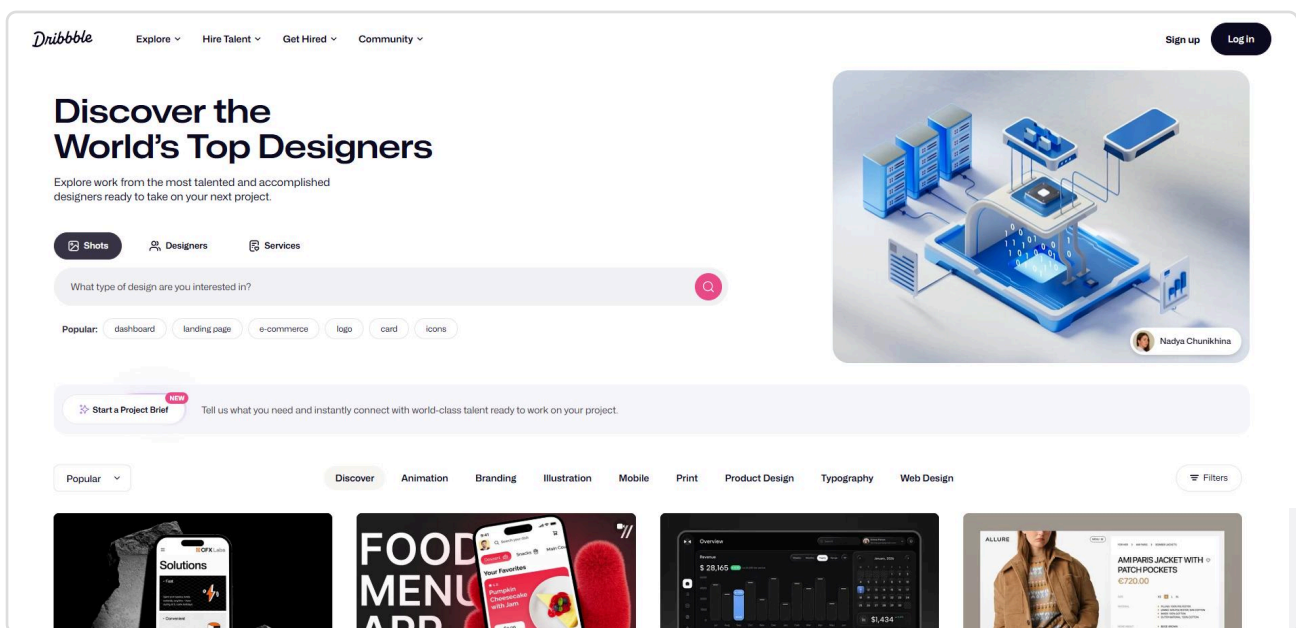 Dribbble
Explore Hire Talent Get Hired Community
Sign up Log in
Discover the
World's Top Designers
Explore work from the most talented and accomplished
designers ready to take on your next project.
Shots Designers Services
What type of design are you interested in?
Popular: dashboard landing page e-commerce logo card icons
Nadya Chunikhina
NEW
Start a Project Brief Tell us what you need and instantly connect with world-class talent ready to work on your project.
Popular Discover Animation Branding Illustration Mobile Print Product Design Typography Web Design Filters
Solutions
FOOD
MENU
APP
Snacks
Your Favorites
Pumpkin
Cheesecake
with Jam
Overview
Revenue
$ 28,165
$1,434
ALLURE
AMI PARIS JACKET WITH
PATCH POCKETS
€720.00